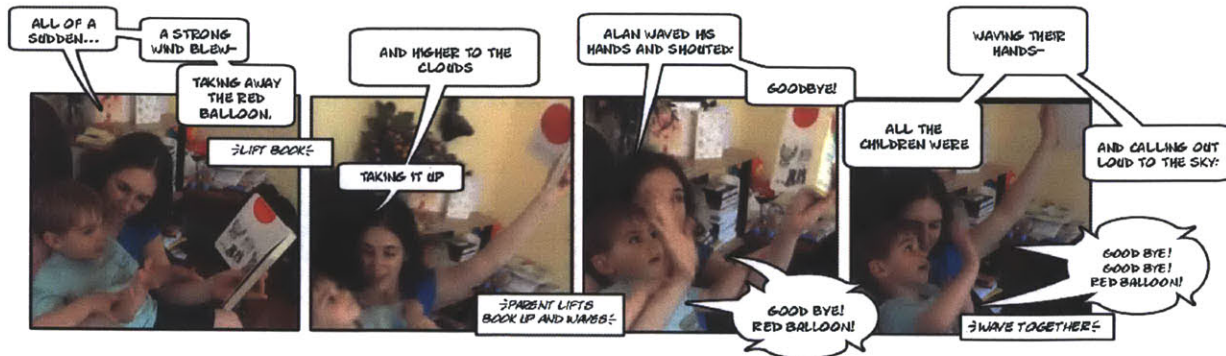 ALL OF A
SUDDEN...
A STRONG
WIND BLEW-
TAKING AWAY
THE RED
BALLOON.
LIFT BOOK
TAKING IT UP
AND HIGHER TO THE
CLOUDS
PARENT LIFTS
BOOK UP AND WAVES
ALAN WAVED HIS
HANDS AND SHOUTED:
GOODBYE!
GOOD BYE!
RED BALLOON!
ALL THE
CHILDREN WERE
WAVING THEIR
HANDS-
AND CALLING OUT
LOUD TO THE SKY:
GOOD BYE!
GOOD BYE!
RED BALLOON!
WAVE TOGETHER